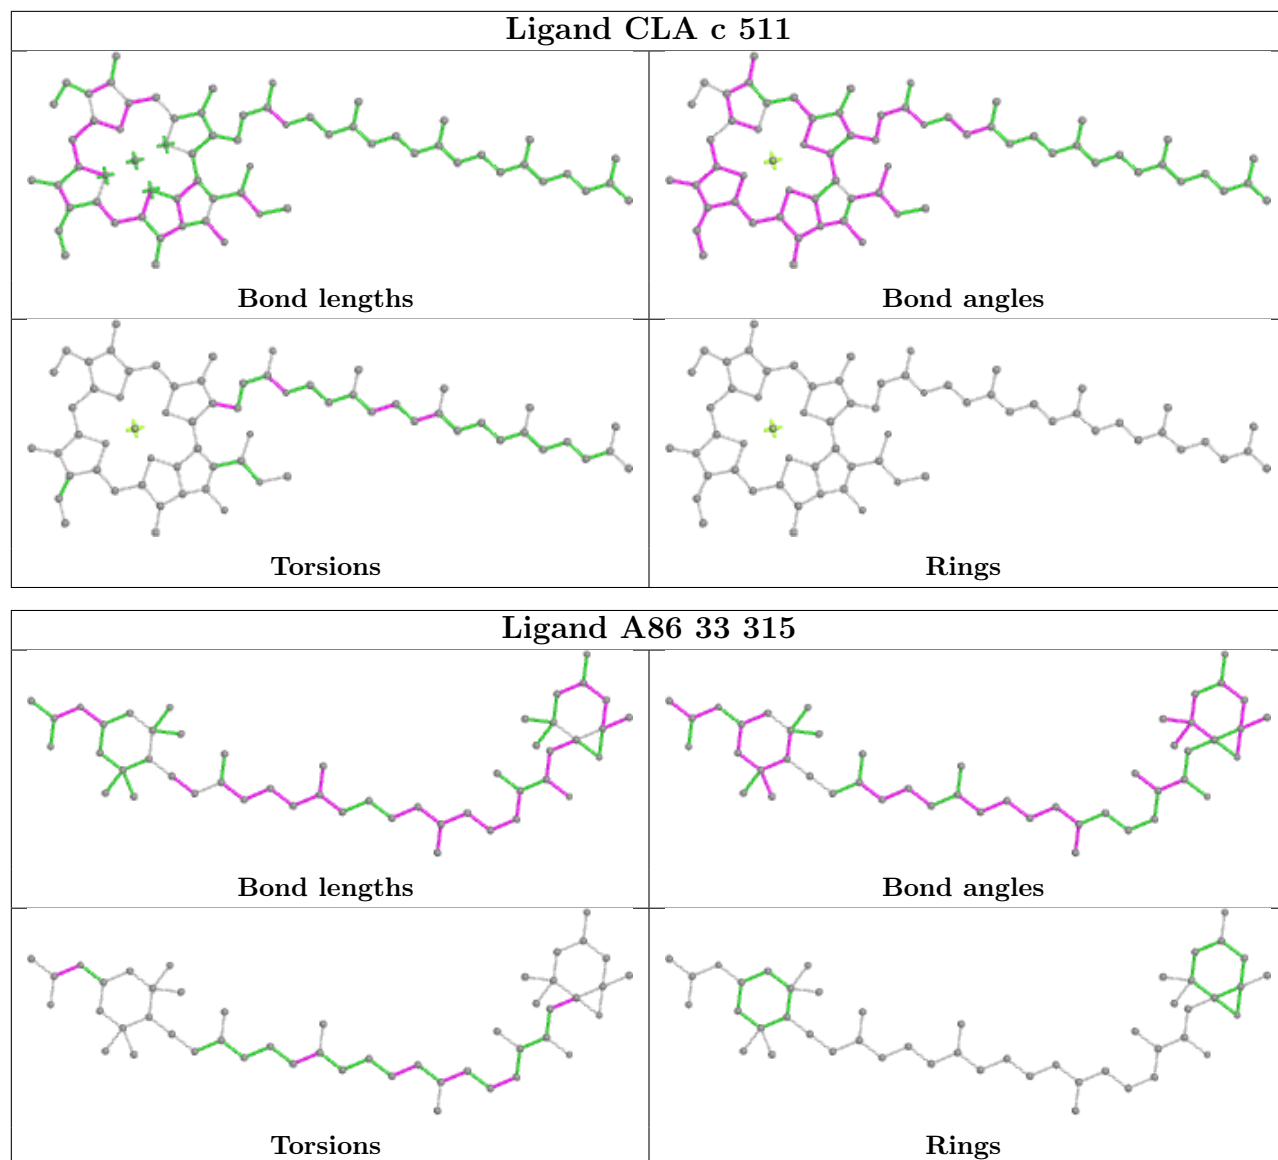 Ligand CLA c 511
Bond lengths
Bond angles
Torsions
Rings
Ligand A86 33 315
Bond lengths
Bond angles
Torsions
Rings